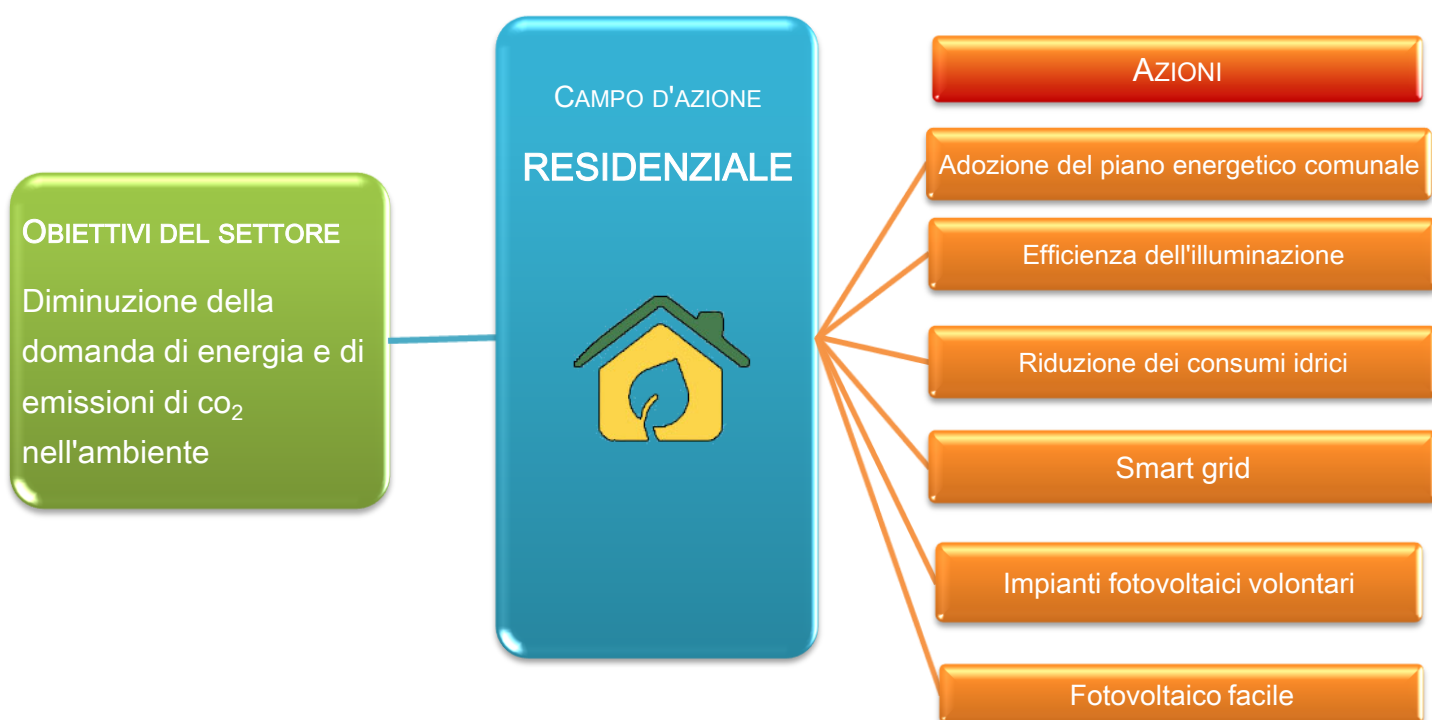 OBIETTIVI DEL SETTORE
Diminuzione della
domanda di energia e di
emissioni di co₂
nell'ambiente
CAMPO D'AZIONE
RESIDENZIALE
AZIONI
Adozione del piano energetico comunale
Efficienza dell'illuminazione
Riduzione dei consumi idrici
Smart grid
Impianti fotovoltaici volontari
Fotovoltaico facile